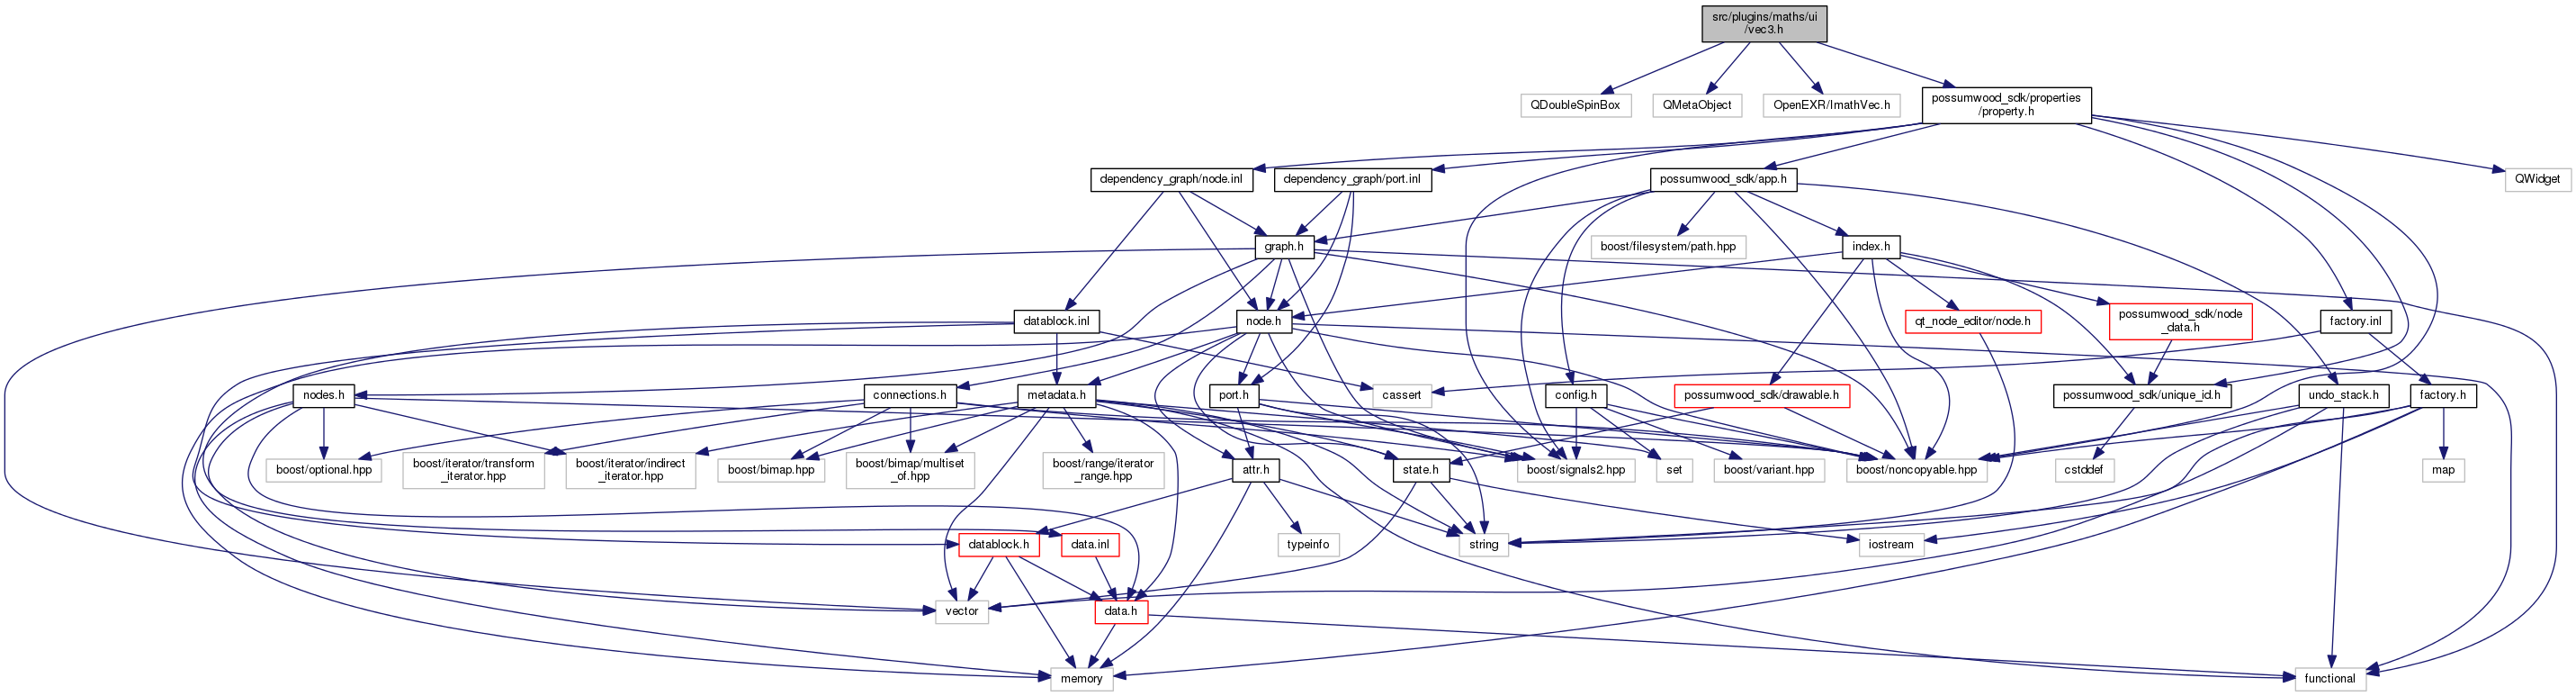 src/plugins/maths/ui
/vec3.h
QDoubleSpinBox
QMetaObject
OpenEXR/ImathVec.h
possumwood_sdk/properties
/property.h
dependency_graph/node.inl
dependency_graph/port.inl
possumwood_sdk/app.h
QWidget
graph.h
boost/filesystem/path.hpp
index.h
datablock.inl
node.h
qt_node_editor/node.h
possumwood_sdk/node
_data.h
factory.inl
nodes.h
connections.h
metadata.h
port.h
cassert
config.h
possumwood_sdk/drawable.h
possumwood_sdk/unique_id.h
undo_stack.h
factory.h
boost/optional.hpp
boost/iterator/transform
_iterator.hpp
boost/iterator/indirect
_iterator.hpp
boost/bimap.hpp
boost/bimap/multiset
_of.hpp
boost/range/iterator
_range.hpp
attr.h
state.h
boost/signals2.hpp
set
boost/variant.hpp
boost/noncopyable.hpp
cstddef
map
datablock.h
data.inl
typeinfo
string
iostream
vector
data.h
memory
functional